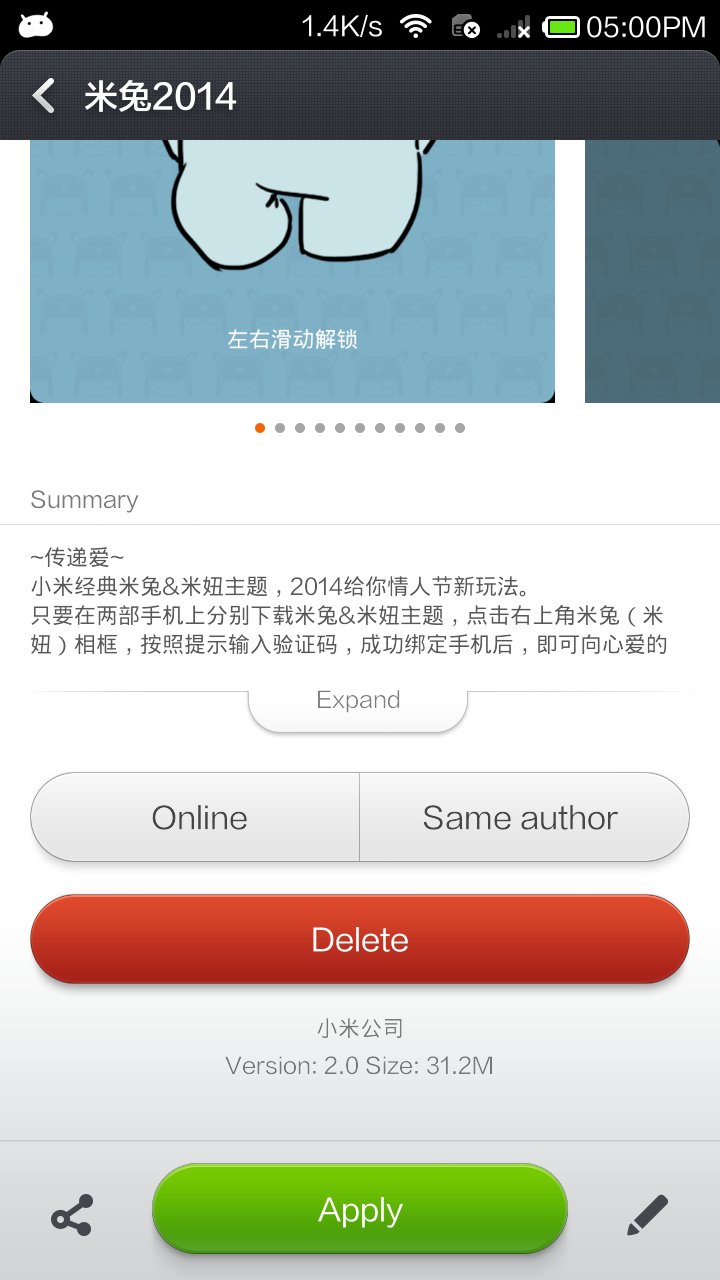 1.4K/s 05:00PM
米兔2014
左右滑动解锁
Summary
~传递爱~
小米经典米兔&米妞主题，2014给你情人节新玩法。
只要在两部手机上分别下载米兔&米妞主题，点击右上角米兔（米
妞）相框，按照提示输入验证码，成功绑定手机后，即可向心爱的
Expand
Online Same author
Delete
小米公司
Version: 2.0 Size: 31.2M
Apply